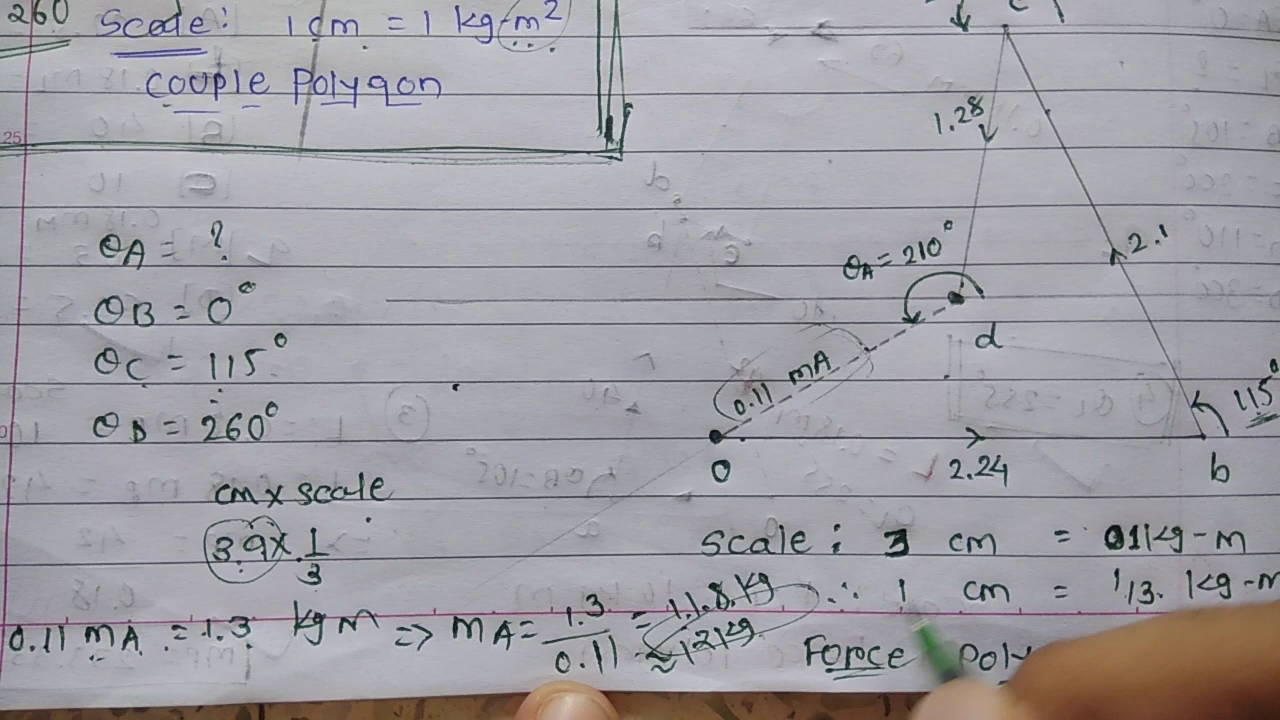 260 Scale: 1 cm = 1 kg-m²
couple polygon
25
1.28
2.1
θA = 210°
d
0.11 mA
115°
O
2.24
b
θA = ?
θB = 0°
θC = 115°
θD = 260°
cm x scale
3.9 x 1/3
0.11 mA = 1.3 kg m => mA = 1.3/0.11 = 11.8 kg
≈ 12 kg
Scale: 3 cm = 01 kg-m
∴ 1 cm = 1/3. kg-m
Force poly